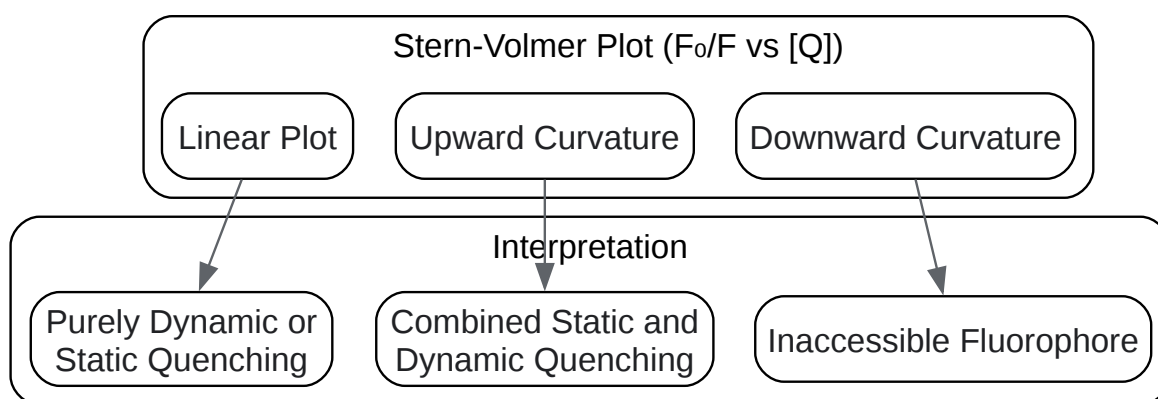 Stern-Volmer Plot (F₀/F vs [Q])
Linear Plot
Upward Curvature
Downward Curvature
Interpretation
Purely Dynamic or
Static Quenching
Combined Static and
Dynamic Quenching
Inaccessible Fluorophore